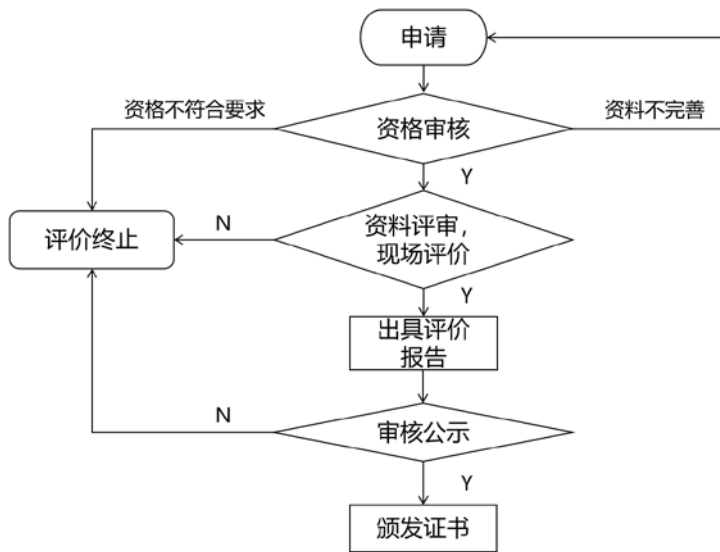 申请
资格不符合要求
资格审核
资料不完善
Y
资料评审，
现场评价
N
评价终止
Y
出具评价
报告
N
审核公示
Y
颁发证书